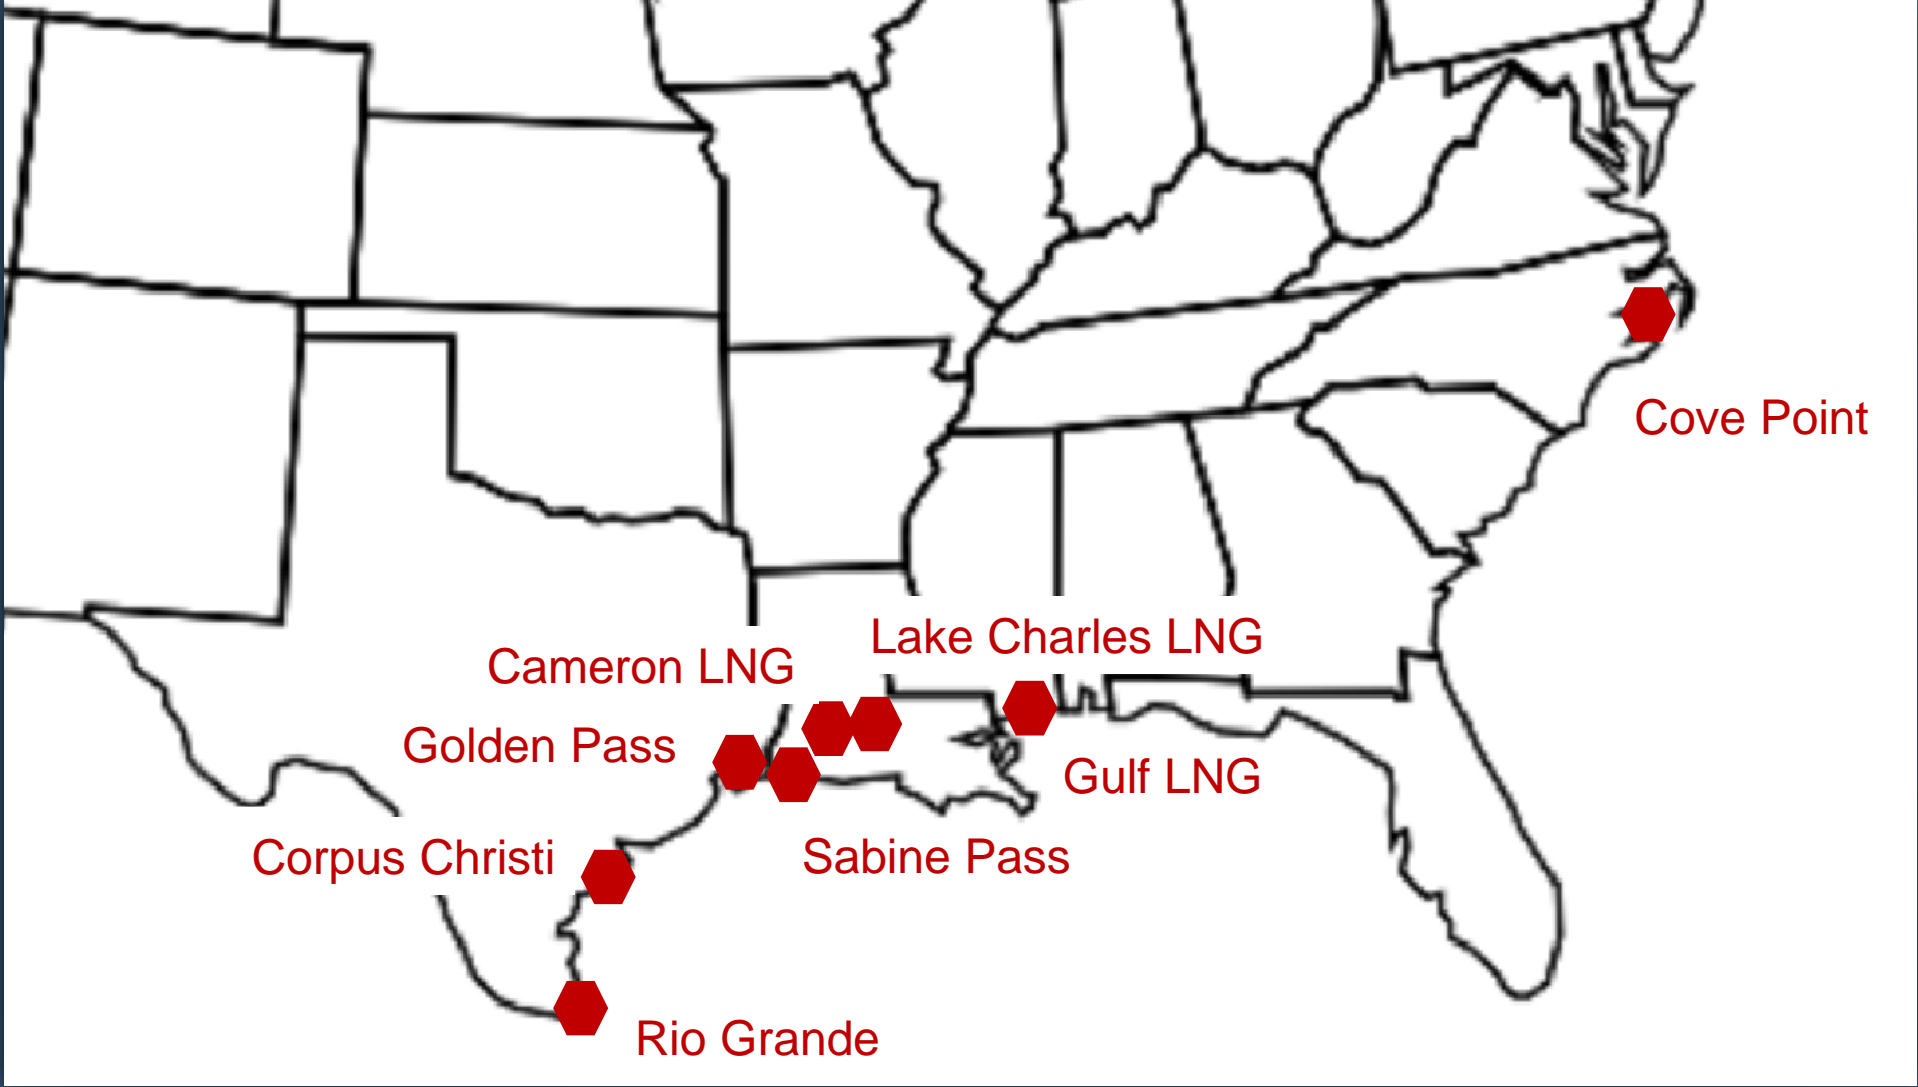 Cove Point
Lake Charles LNG
Cameron LNG
Golden Pass
Gulf LNG
Corpus Christi
Sabine Pass
Rio Grande